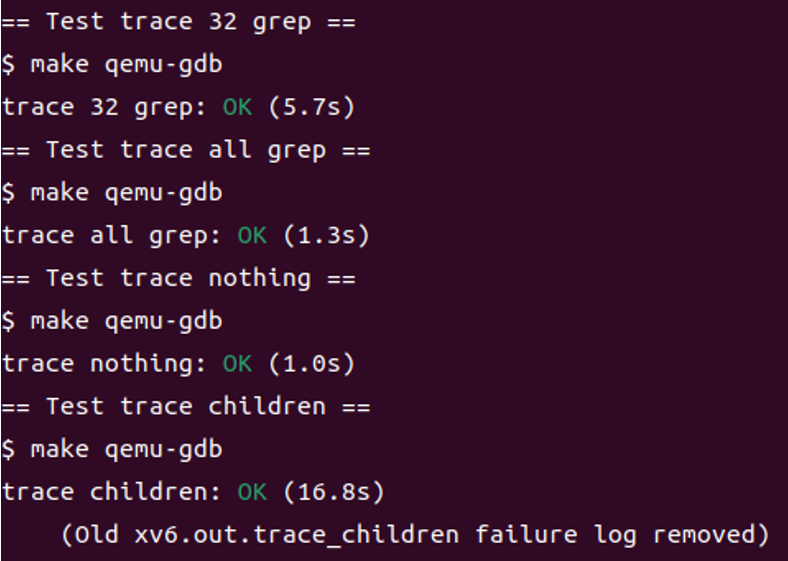 == Test trace 32 grep ==
$ make qemu-gdb
trace 32 grep: OK (5.7s)
== Test trace all grep ==
$ make qemu-gdb
trace all grep: OK (1.3s)
== Test trace nothing ==
$ make qemu-gdb
trace nothing: OK (1.0s)
== Test trace children ==
$ make qemu-gdb
trace children: OK (16.8s)
    (Old xv6.out.trace_children failure log removed)